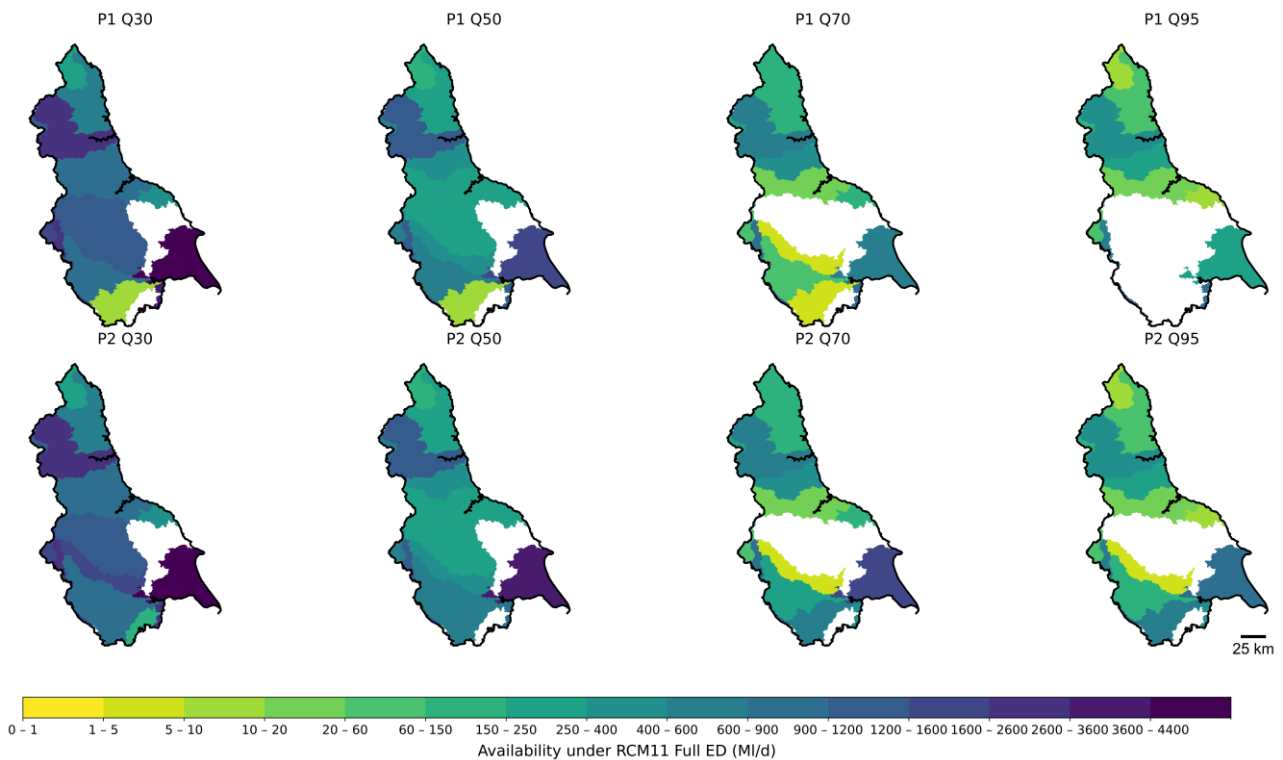 P1 Q30 P1 Q50 P1 Q70 P1 Q95
P2 Q30 P2 Q50 P2 Q70 P2 Q95
25 km
0 – 1 1 – 5 5 – 10 10 – 20 20 – 60 60 – 150 150 – 250 250 – 400 400 – 600 600 – 900 900 – 1200 1200 – 1600 1600 – 2600 2600 – 3600 3600 – 4400
Availability under RCM11 Full ED (Ml/d)